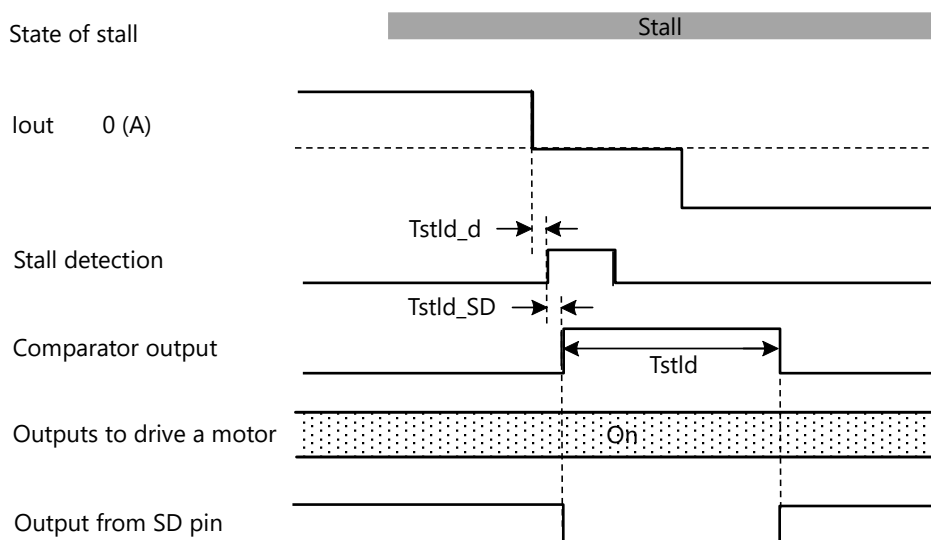 State of stall
Stall
Iout 0 (A)
Tstld_d
Stall detection
Tstld_SD
Comparator output
Tstld
Outputs to drive a motor
On
Output from SD pin